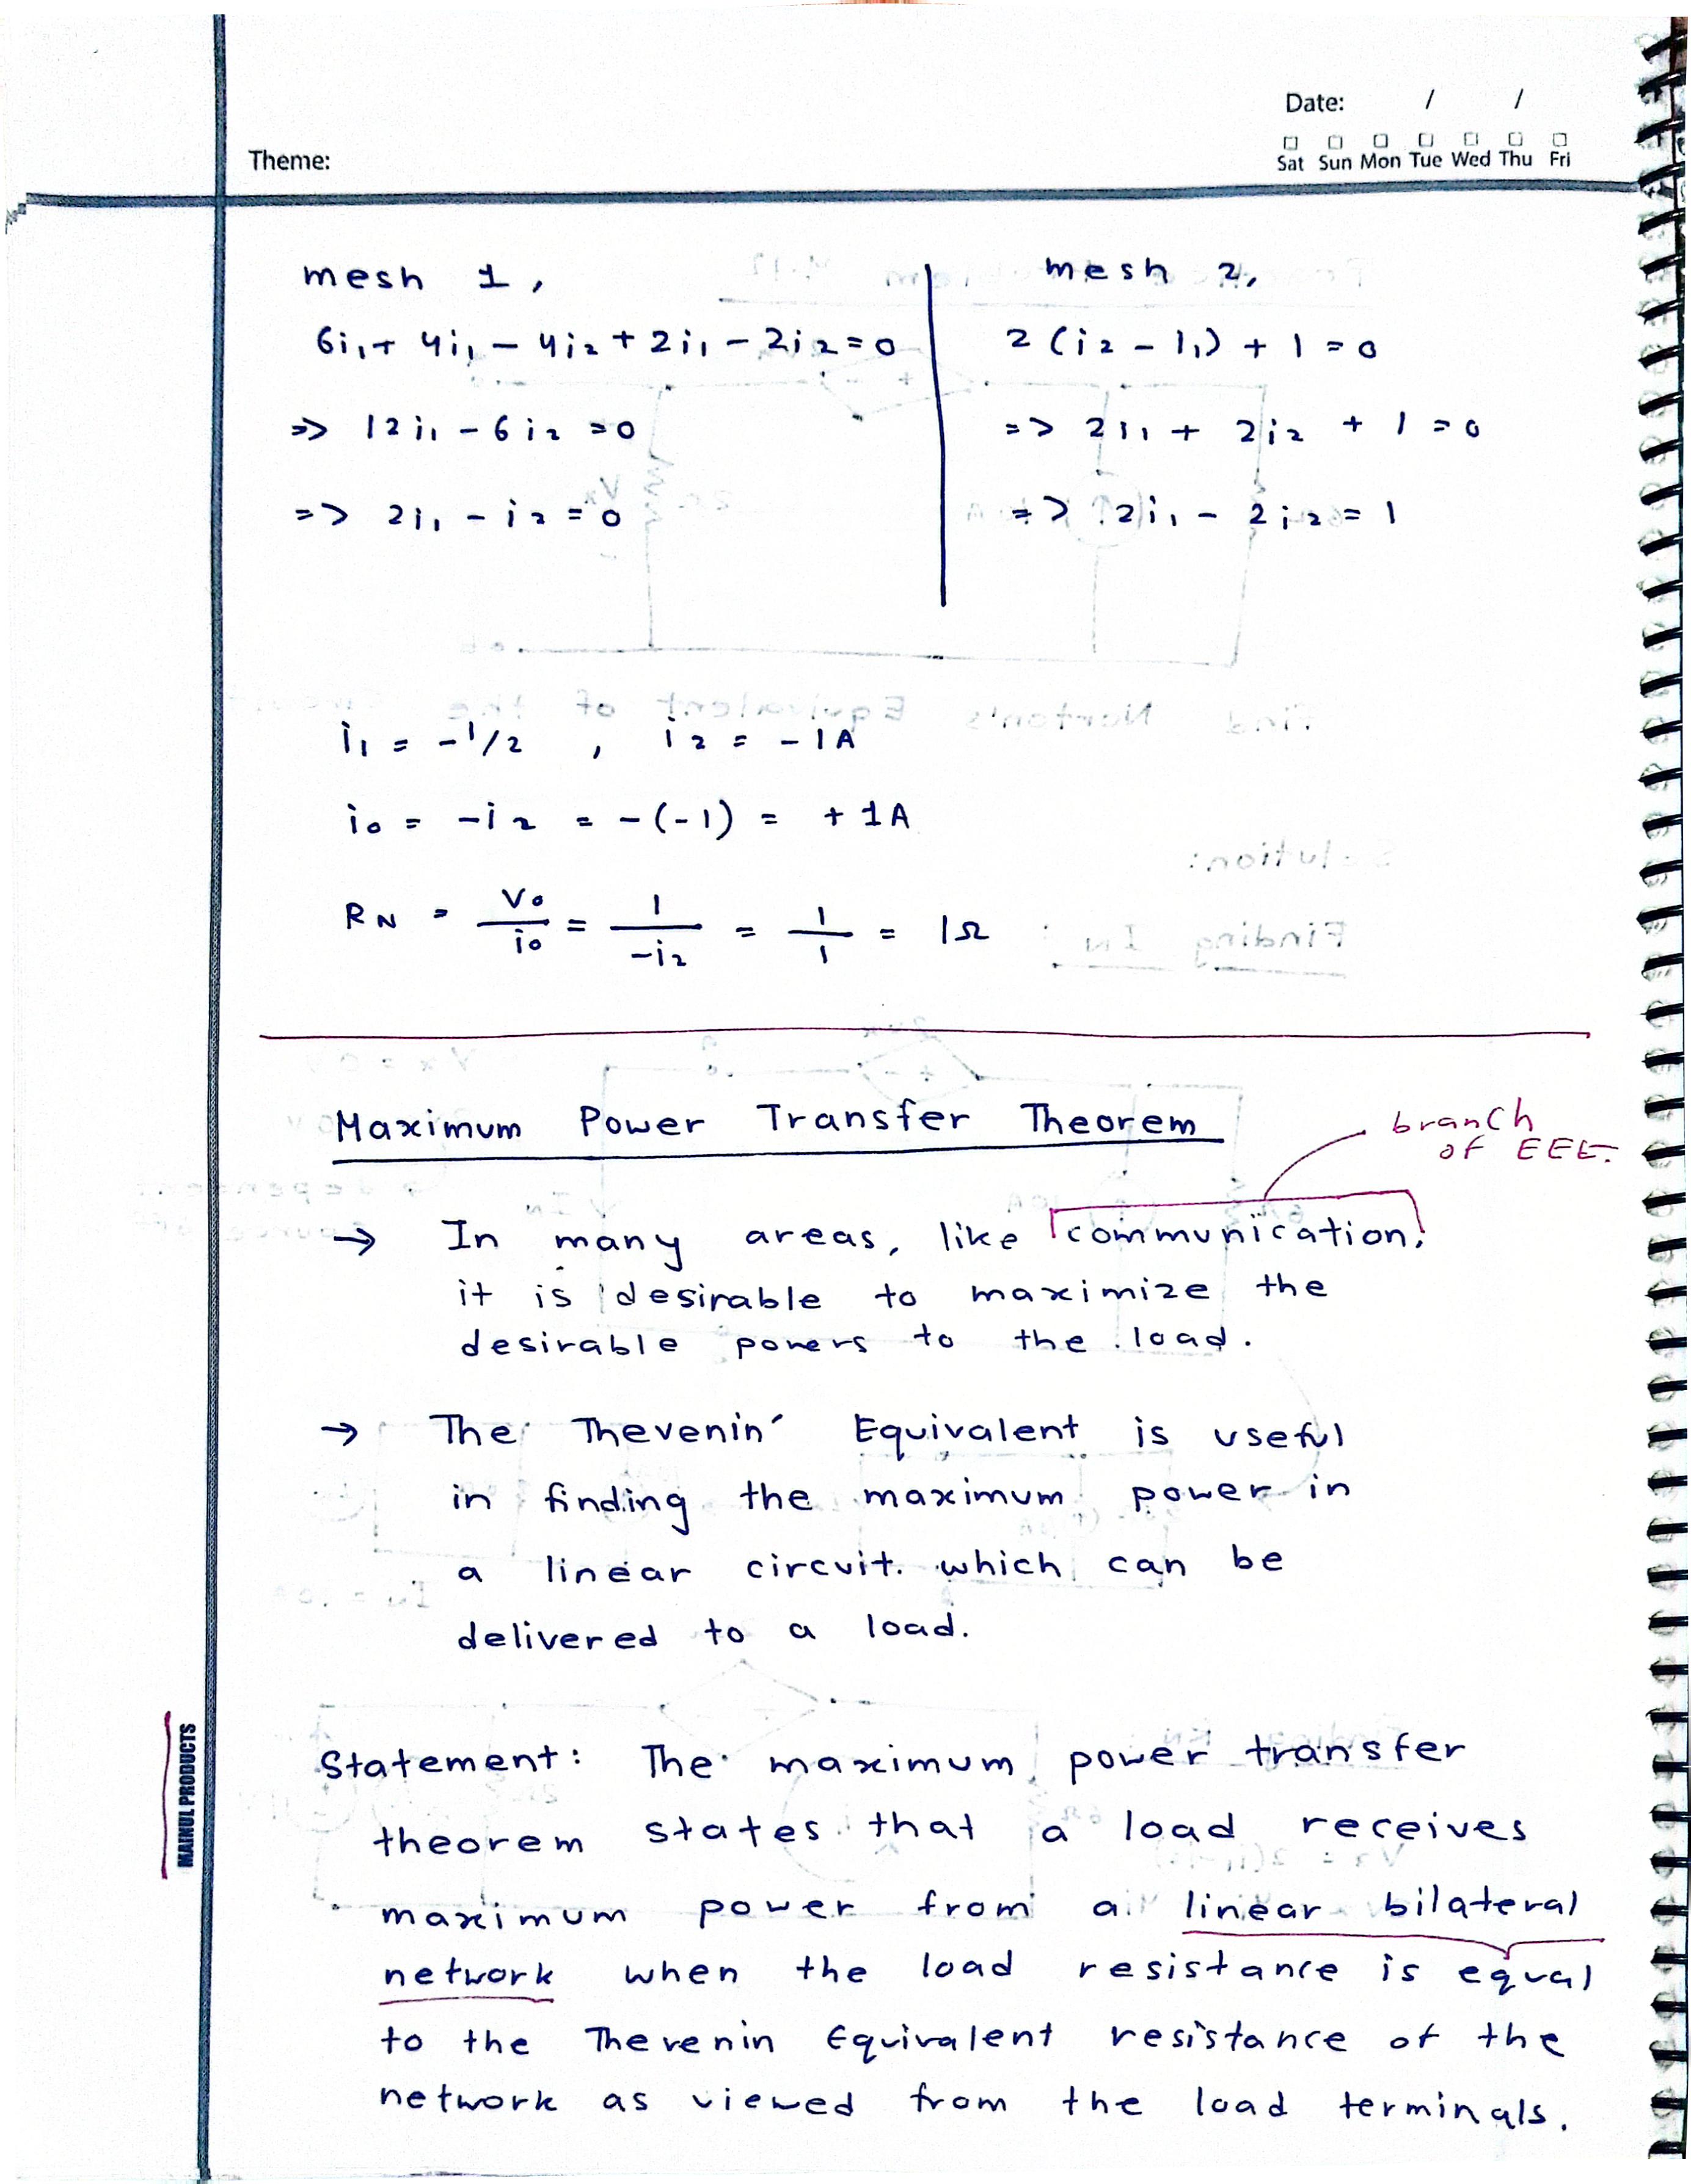 Date: / /
Sat Sun Mon Tue Wed Thu Fri
Theme:
mesh 1,
6i₁+ 4i₁ – 4i₂ + 2i₁ – 2i₂ = 0
=> 12i₁ – 6i₂ = 0
=> 2i₁ – i₂ = 0
mesh 2,
2 (i₂ – i₁) + 1 = 0
=> 2i₁ + 2i₂ + 1 = 0
=> 2i₁ – 2i₂ = 1
i₁ = -1/2 , i₂ = -1A
i₀ = -i₂ = -(-1) = +1A
RN = V₀/i₀ = 1/-i₂ = 1/1 = 1Ω
Maximum Power Transfer Theorem
branch
of EEE.
→ In many areas, like communication,
it is desirable to maximize the
desirable powers to the load.
→ The Thevenin' Equivalent is useful
in finding the maximum power in
a linear circuit. which can be
delivered to a load.
Statement: The maximum power transfer
theorem states that a load receives
maximum power from a linear bilateral
network when the load resistance is equal
to the Thevenin Equivalent resistance of the
network as viewed from the load terminals.
MAINUL PRODUCTS